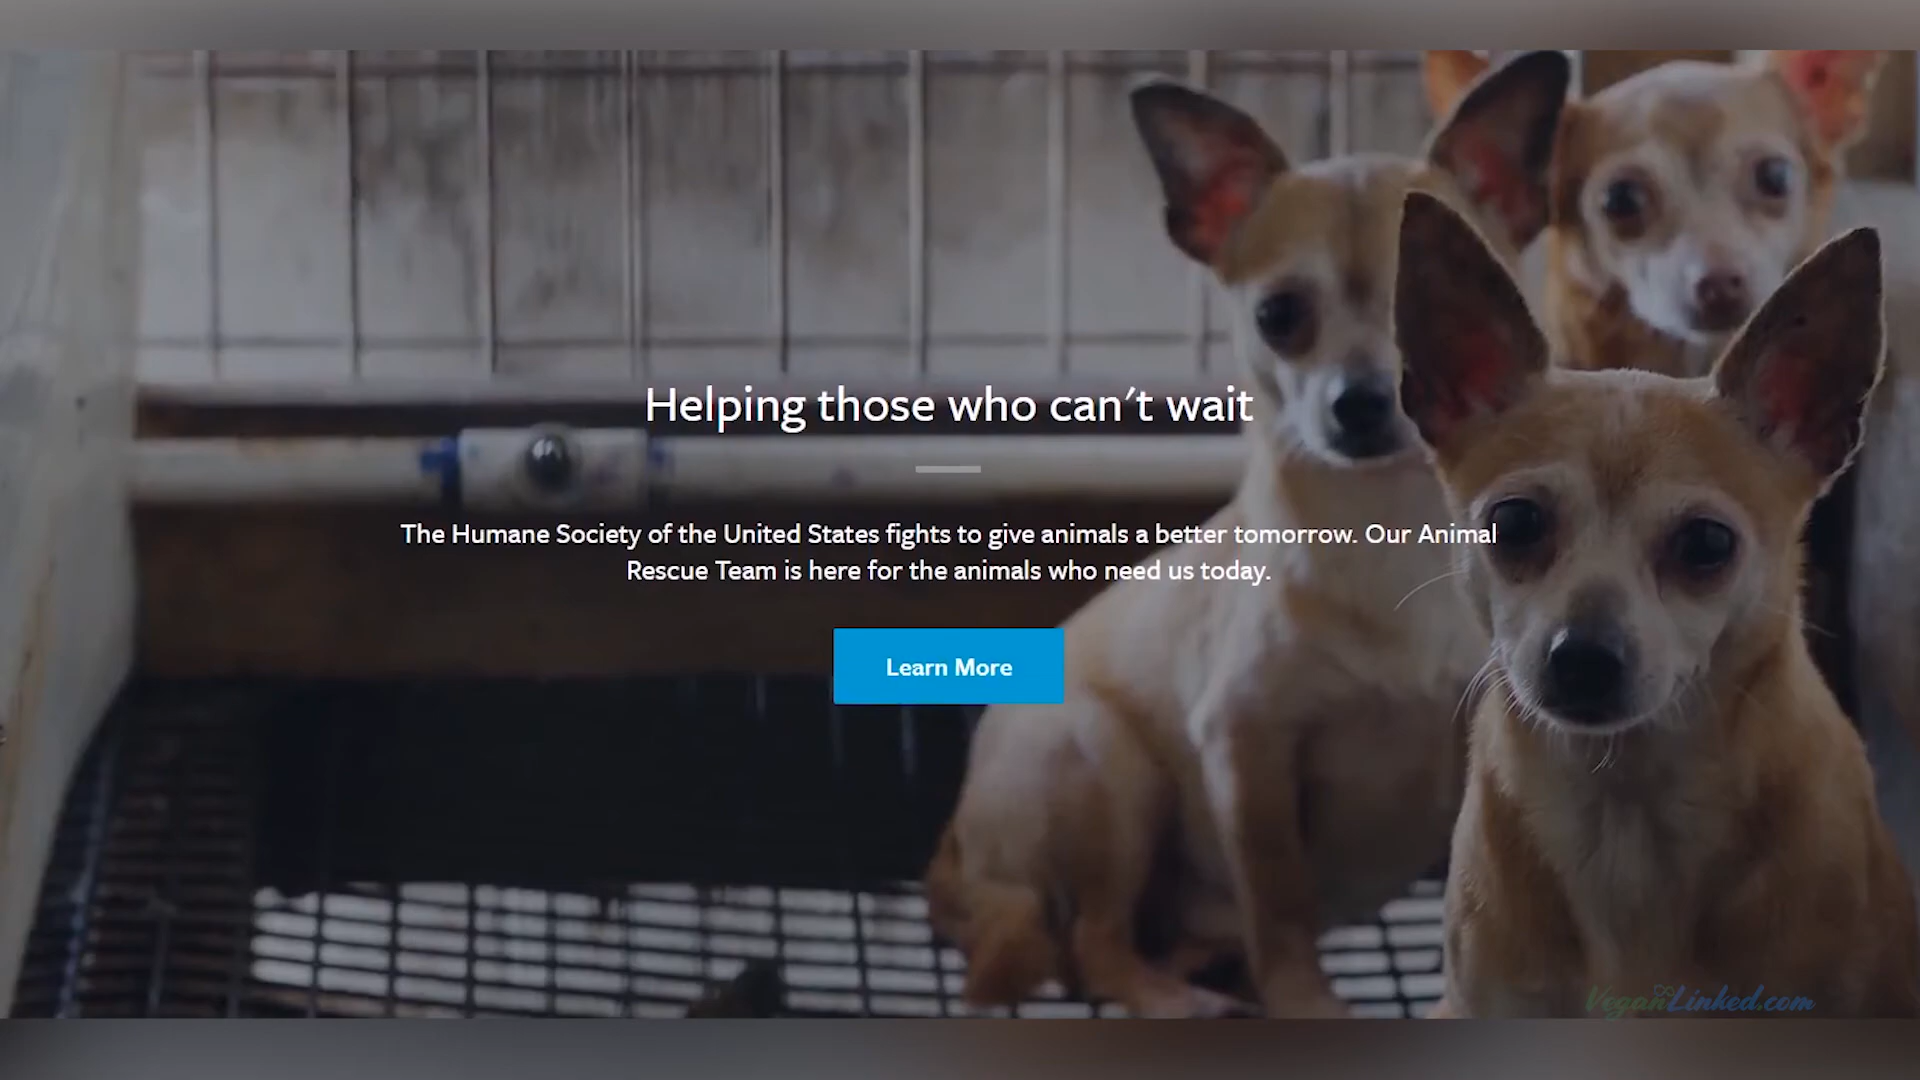 Helping those who can't wait
The Humane Society of the United States fights to give animals a better tomorrow. Our Animal
Rescue Team is here for the animals who need us today.
Learn More
VeganLinked.com